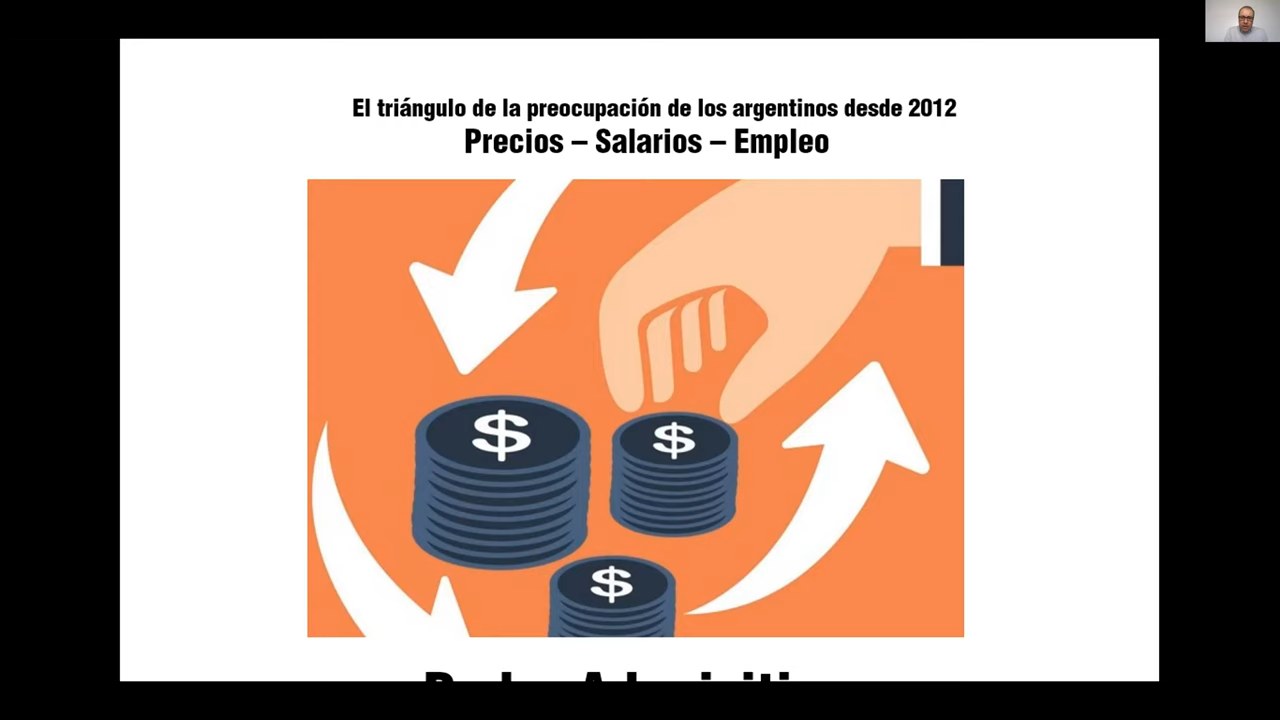 El triángulo de la preocupación de los argentinos desde 2012
Precios – Salarios – Empleo
$
$
$